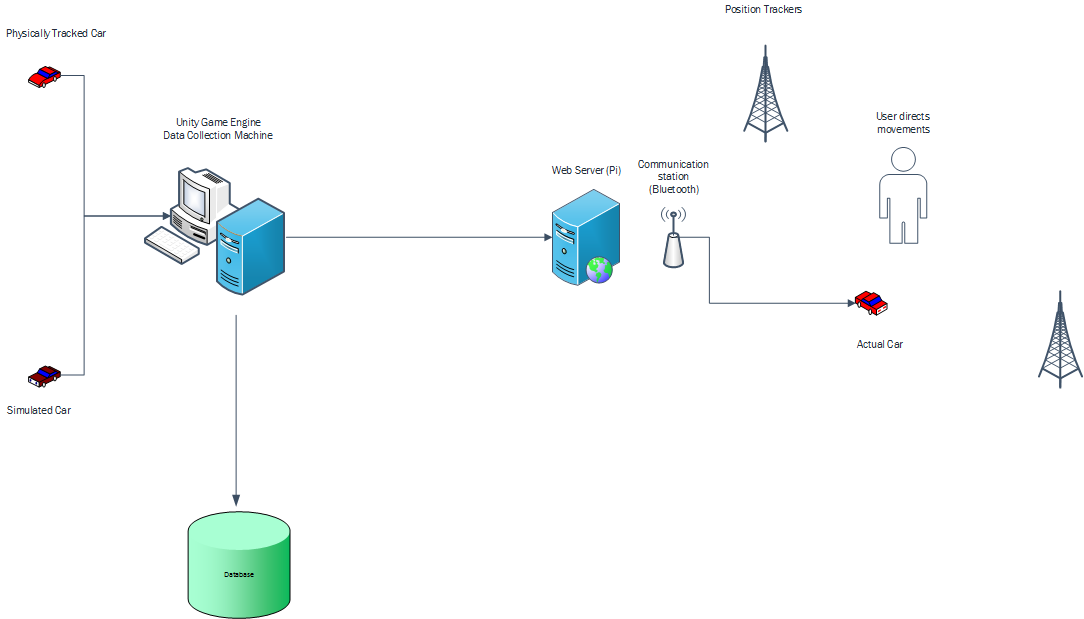 Position Trackers
Physically Tracked Car
User directs
movements
Unity Game Engine
Data Collection Machine
Web Server (Pi)
Communication
station
(Bluetooth)
Actual Car
Simulated Car
Database